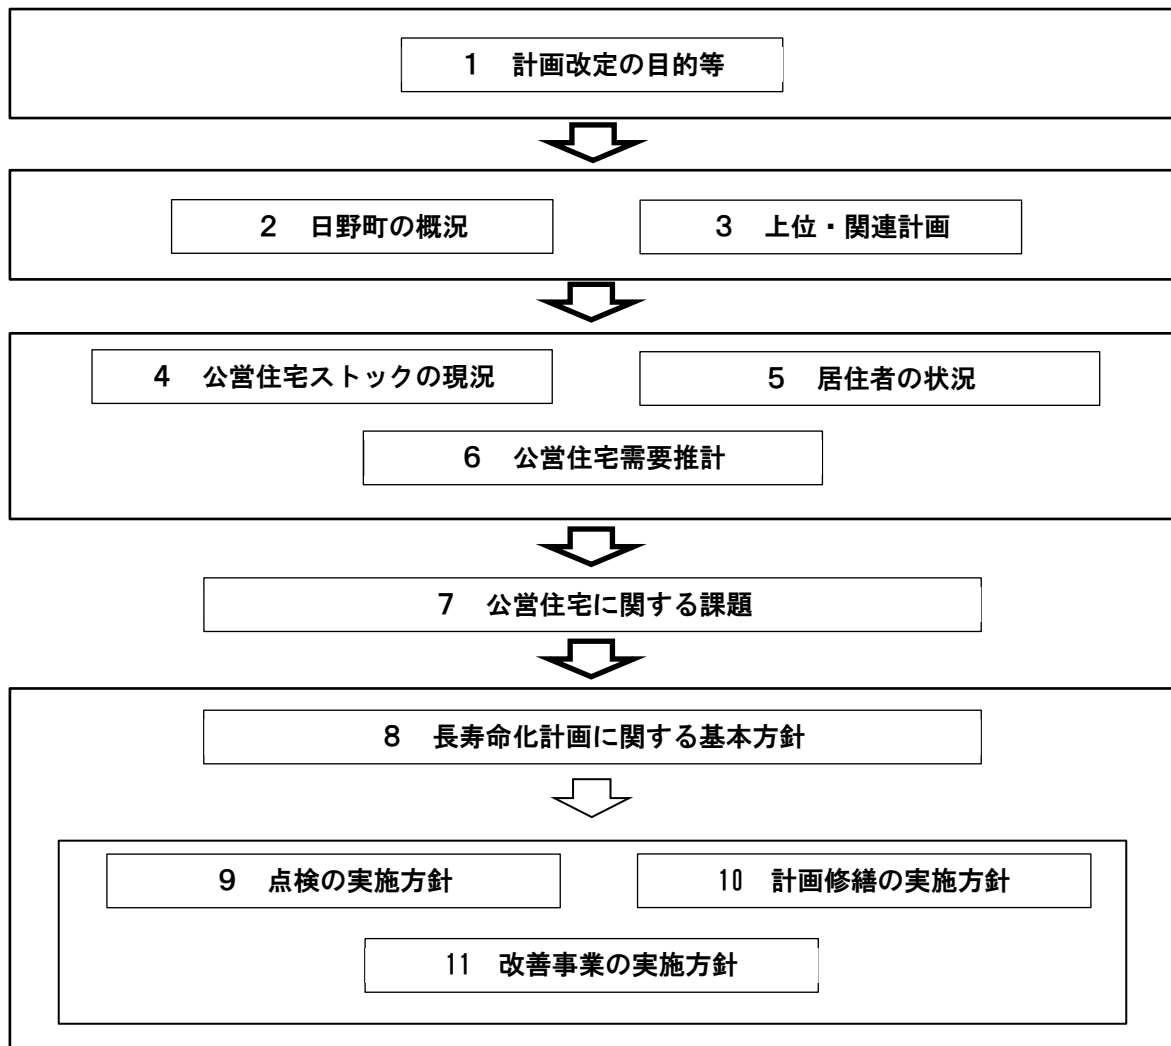 １　計画改定の目的等
２　日野町の概況
３　上位・関連計画
４　公営住宅ストックの現況
５　居住者の状況
６　公営住宅需要推計
７　公営住宅に関する課題
８　長寿命化計画に関する基本方針
９　点検の実施方針
10　計画修繕の実施方針
11　改善事業の実施方針